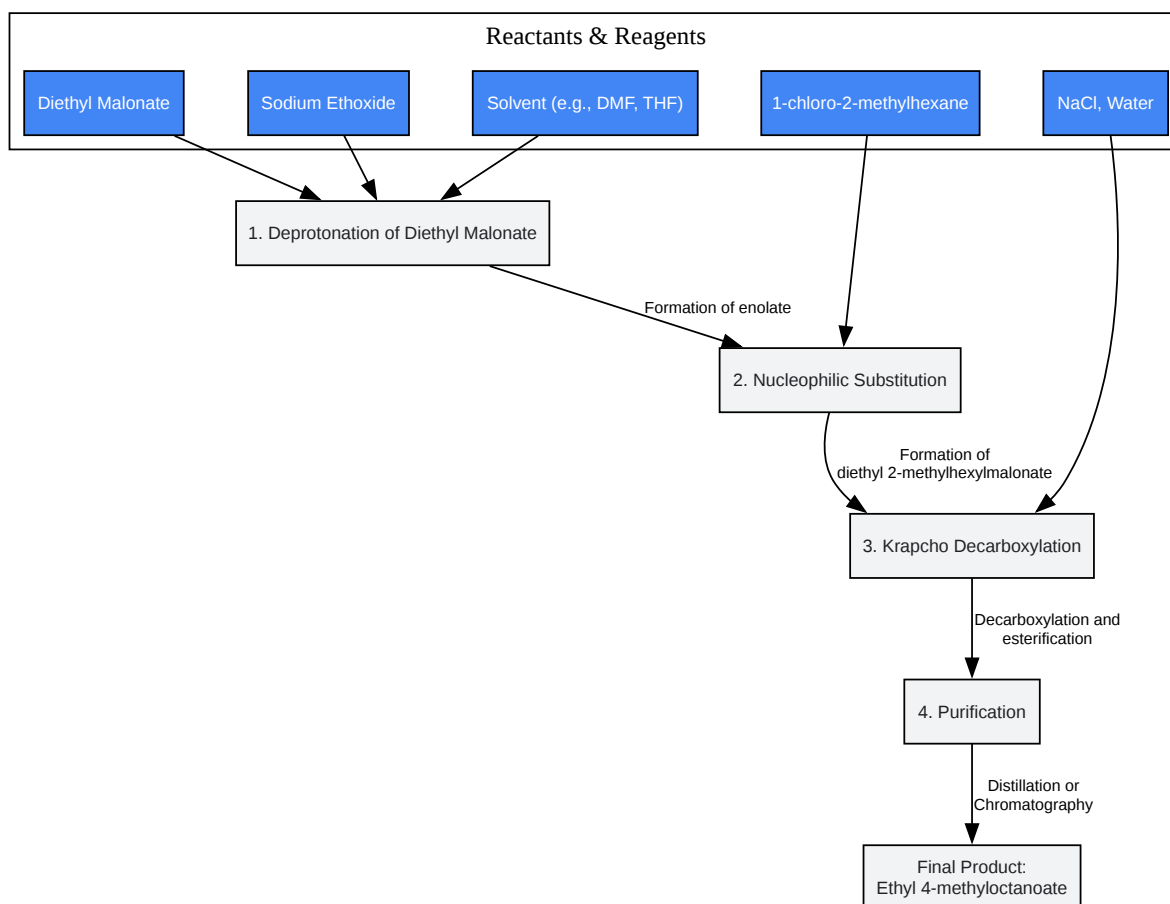 Reactants & Reagents
Diethyl Malonate
Sodium Ethoxide
Solvent (e.g., DMF, THF)
1-chloro-2-methylhexane
NaCl, Water
1. Deprotonation of Diethyl Malonate
Formation of enolate
2. Nucleophilic Substitution
Formation of
diethyl 2-methylhexylmalonate
3. Krapcho Decarboxylation
Decarboxylation and
esterification
4. Purification
Distillation or
Chromatography
Final Product:
Ethyl 4-methyloctanoate